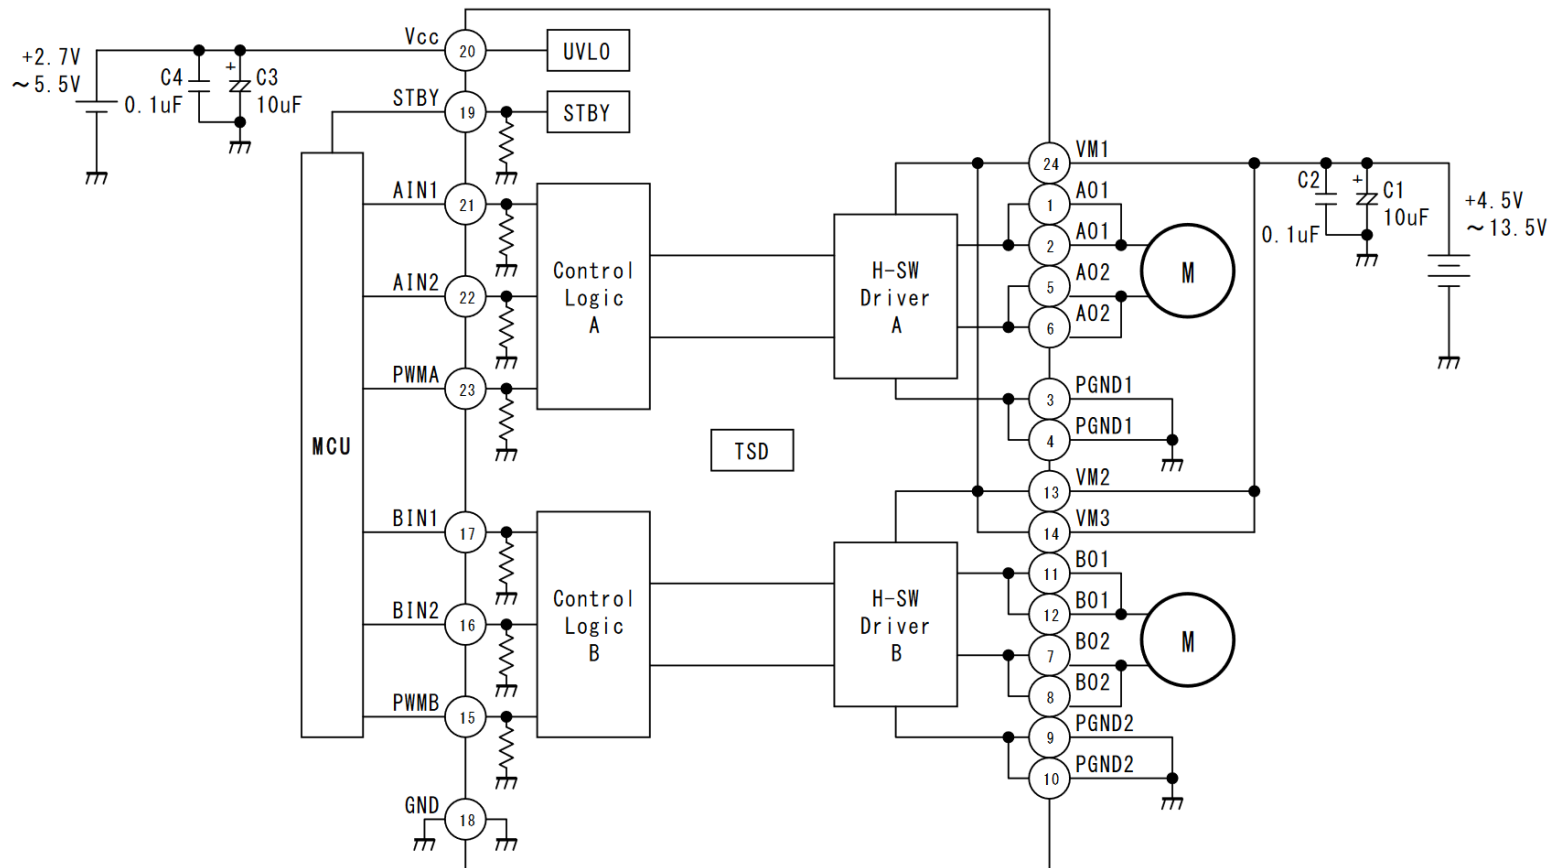 Vcc
20
UVLO
+2.7V
~5.5V
C4
0.1uF
+
C3
10uF
STBY
19
STBY
MCU
AIN1
21
AIN2
22
PWMA
23
Control
Logic
A
H-SW
Driver
A
24
VM1
1
AO1
2
AO1
5
AO2
6
AO2
M
C2
0.1uF
+
C1
10uF
+4.5V
~13.5V
3
PGND1
4
PGND1
TSD
13
VM2
14
VM3
BIN1
17
BIN2
16
PWMB
15
Control
Logic
B
H-SW
Driver
B
11
BO1
12
BO1
7
BO2
8
BO2
M
9
PGND2
10
PGND2
GND
18